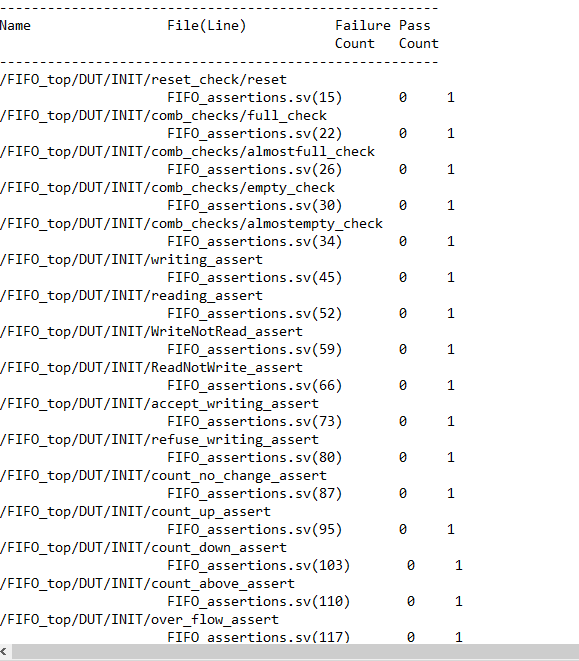 -------------------------------------------------------
Name File(Line) Failure Pass
Count Count
-------------------------------------------------------
/FIFO_top/DUT/INIT/reset_check/reset
FIFO_assertions.sv(15) 0 1
/FIFO_top/DUT/INIT/comb_checks/full_check
FIFO_assertions.sv(22) 0 1
/FIFO_top/DUT/INIT/comb_checks/almostfull_check
FIFO_assertions.sv(26) 0 1
/FIFO_top/DUT/INIT/comb_checks/empty_check
FIFO_assertions.sv(30) 0 1
/FIFO_top/DUT/INIT/comb_checks/almostempty_check
FIFO_assertions.sv(34) 0 1
/FIFO_top/DUT/INIT/writing_assert
FIFO_assertions.sv(45) 0 1
/FIFO_top/DUT/INIT/reading_assert
FIFO_assertions.sv(52) 0 1
/FIFO_top/DUT/INIT/WriteNotRead_assert
FIFO_assertions.sv(59) 0 1
/FIFO_top/DUT/INIT/ReadNotWrite_assert
FIFO_assertions.sv(66) 0 1
/FIFO_top/DUT/INIT/accept_writing_assert
FIFO_assertions.sv(73) 0 1
/FIFO_top/DUT/INIT/refuse_writing_assert
FIFO_assertions.sv(80) 0 1
/FIFO_top/DUT/INIT/count_no_change_assert
FIFO_assertions.sv(87) 0 1
/FIFO_top/DUT/INIT/count_up_assert
FIFO_assertions.sv(95) 0 1
/FIFO_top/DUT/INIT/count_down_assert
FIFO_assertions.sv(103) 0 1
/FIFO_top/DUT/INIT/count_above_assert
FIFO_assertions.sv(110) 0 1
/FIFO_top/DUT/INIT/over_flow_assert
FIFO_assertions.sv(117) 0 1